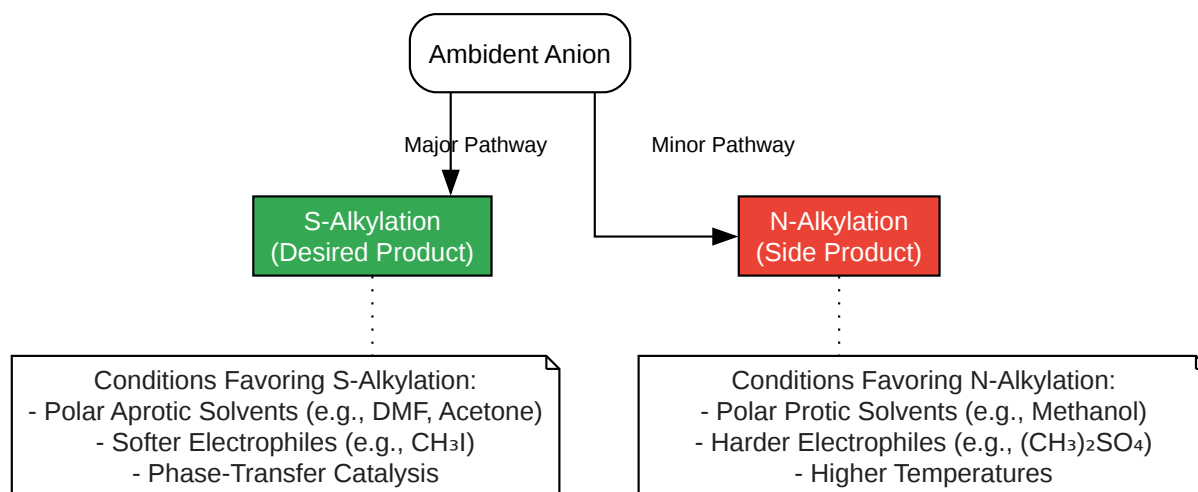 Ambident Anion
Major Pathway
Minor Pathway
S-Alkylation
(Desired Product)
N-Alkylation
(Side Product)
Conditions Favoring S-Alkylation:
- Polar Aprotic Solvents (e.g., DMF, Acetone)
- Softer Electrophiles (e.g., CH₃I)
- Phase-Transfer Catalysis
Conditions Favoring N-Alkylation:
- Polar Protic Solvents (e.g., Methanol)
- Harder Electrophiles (e.g., (CH₃)₂SO₄)
- Higher Temperatures